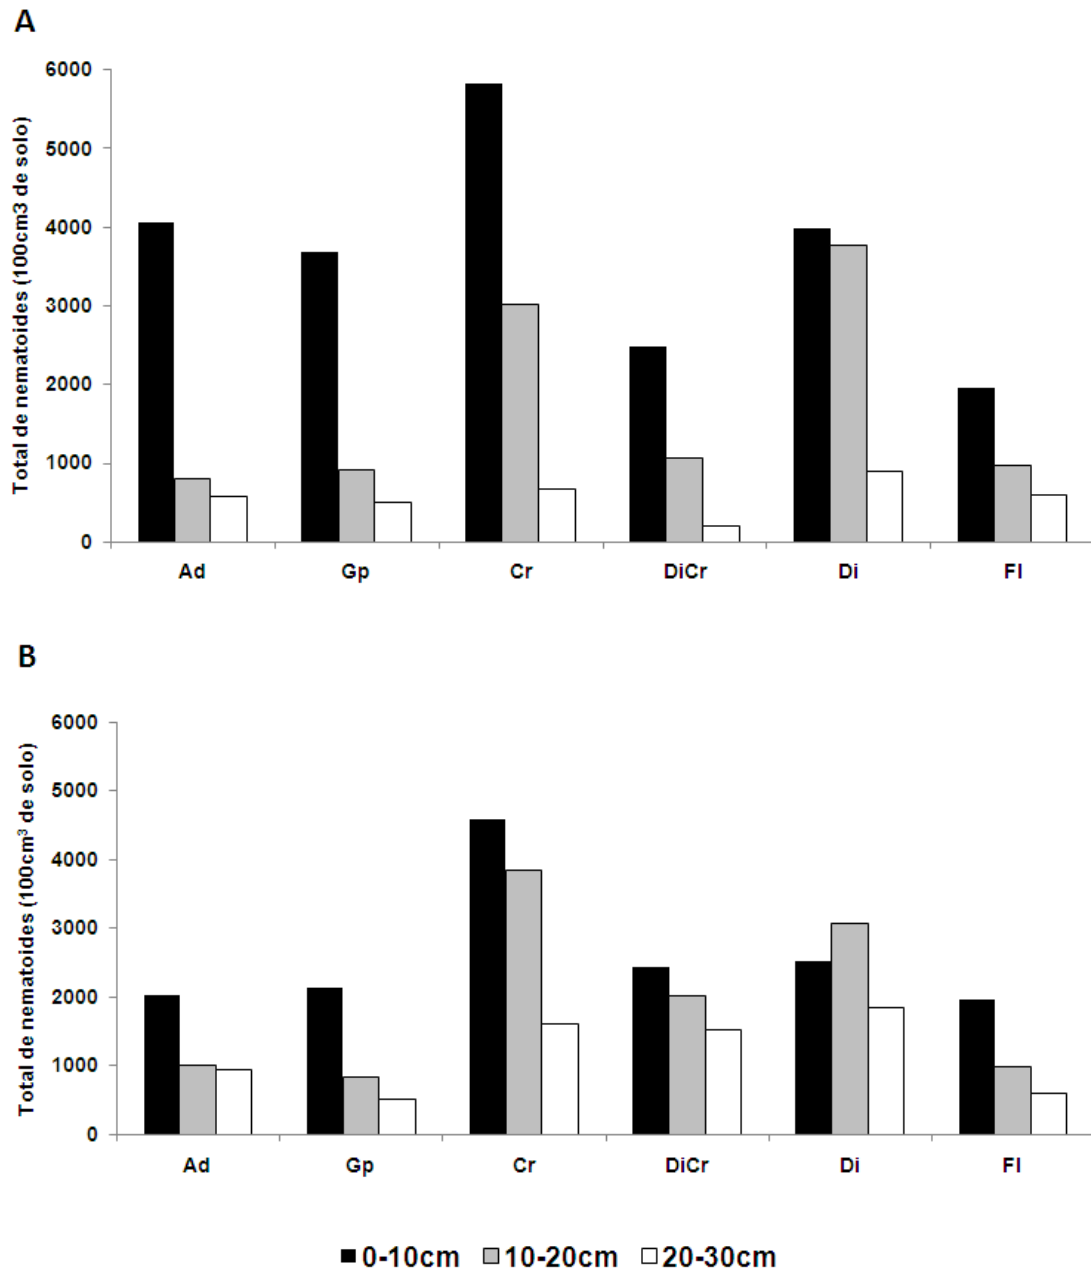 A
Total de nematoides (100cm3 de solo)
6000
5000
4000
3000
2000
1000
0
Ad Gp Cr DiCr Di Fl
B
Total de nematoides (100cm³ de solo)
6000
5000
4000
3000
2000
1000
0
Ad Gp Cr DiCr Di Fl
0-10cm 10-20cm 20-30cm